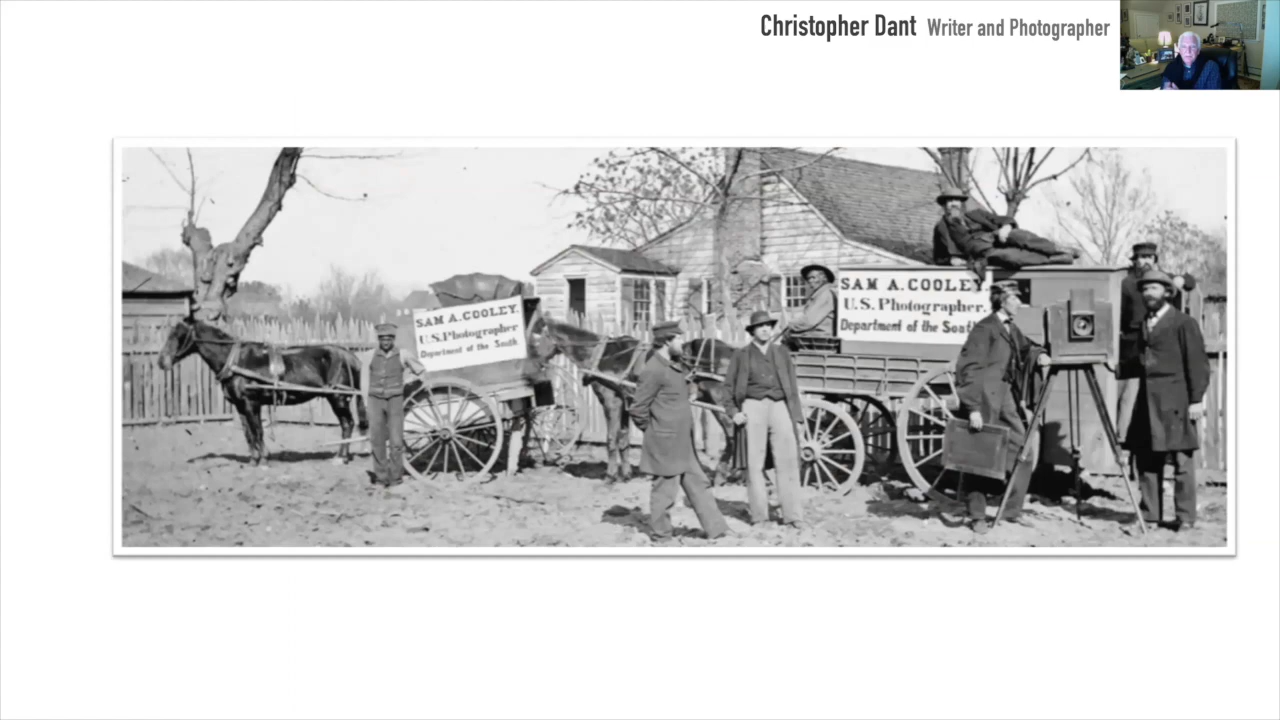 Christopher Dant Writer and Photographer
SAM A. COOLEY,
U.S. Photographer
Department of the South
SAM A. COOLEY,
U.S. Photographer,
Department of the South